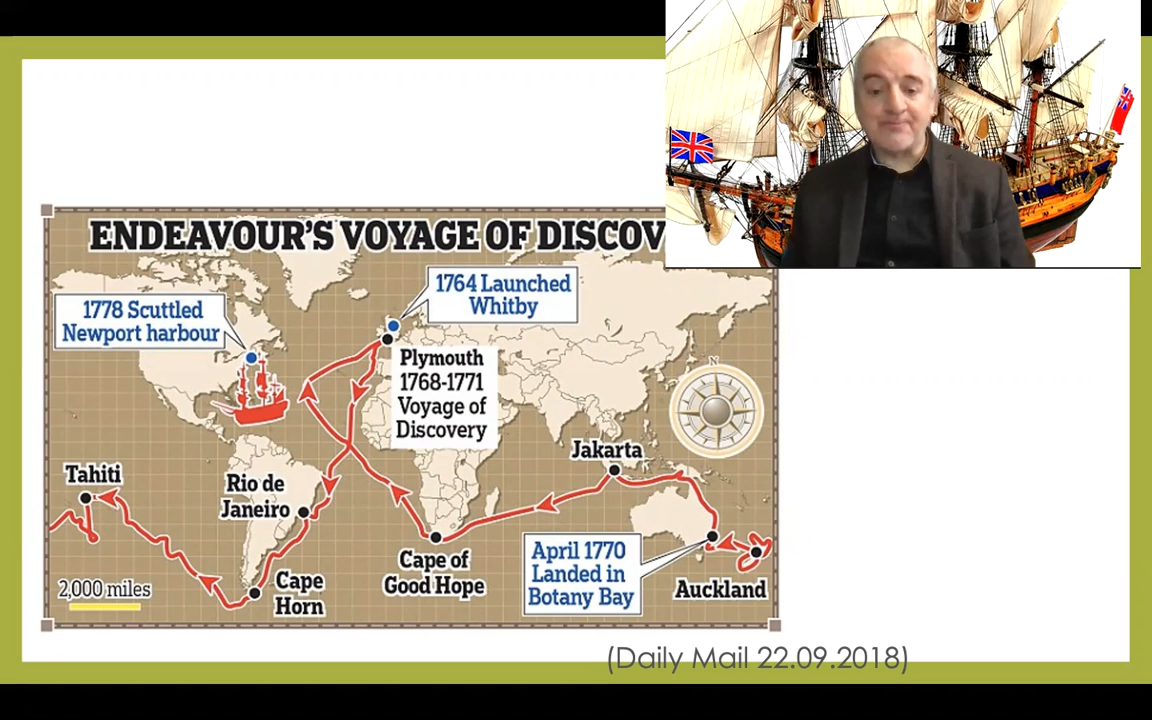 ENDEAVOUR'S VOYAGE OF DISCOV
1764 Launched
Whitby
1778 Scuttled
Newport harbour
Plymouth
1768-1771
Voyage of
Discovery
N
Jakarta
Tahiti
Rio de
Janeiro
April 1770
Landed in
Botany Bay
Cape of
Good Hope
Auckland
Cape
Horn
2,000 miles
(Daily Mail 22.09.2018)